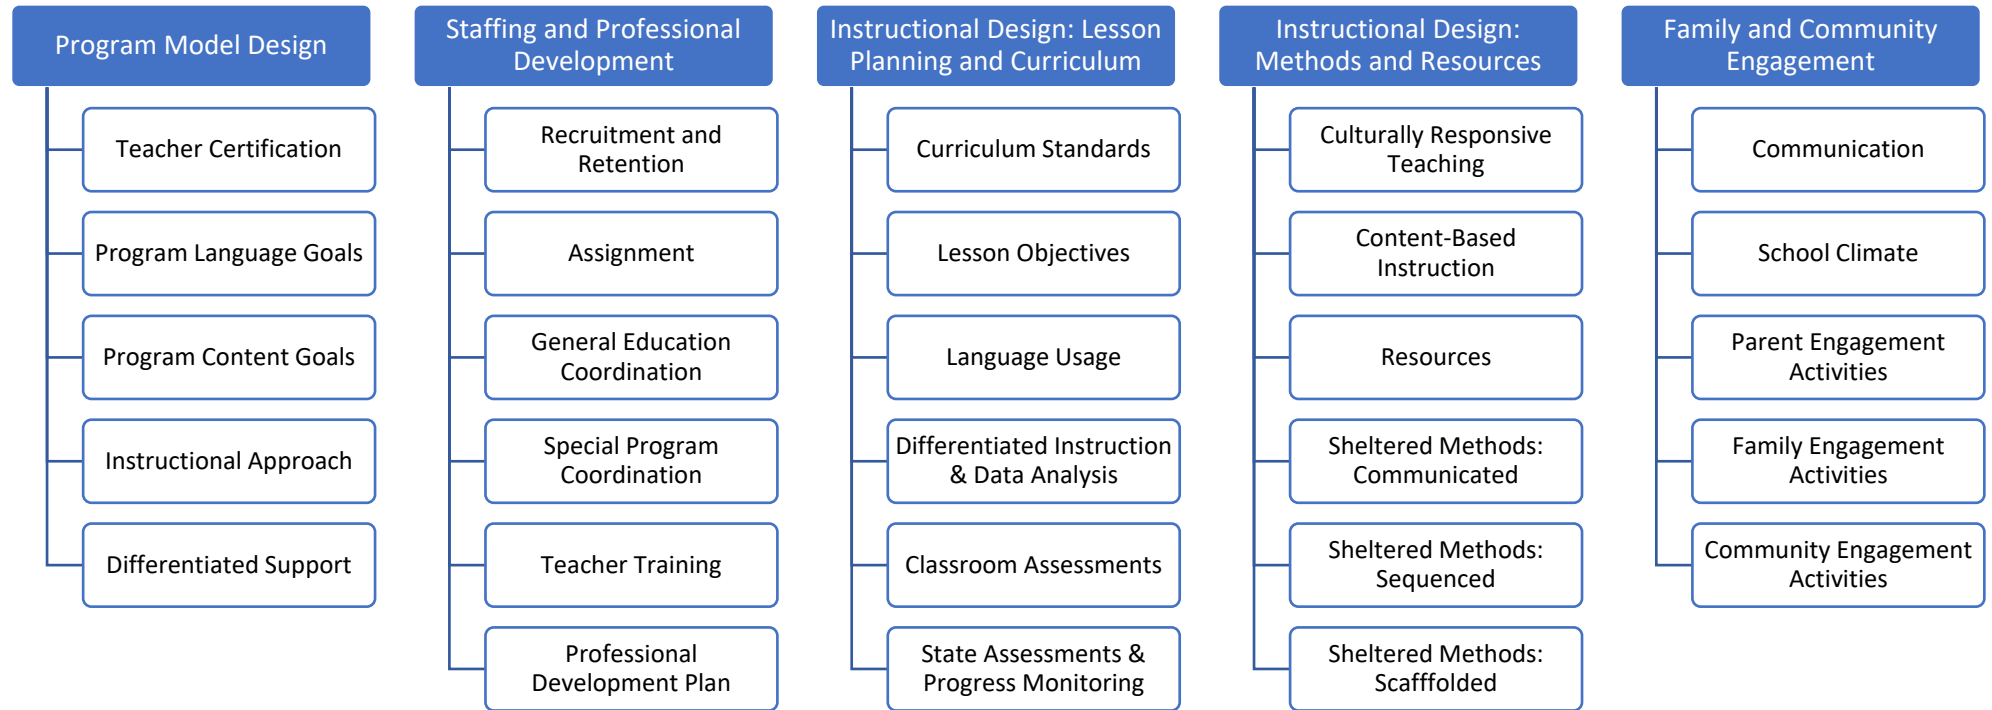 Program Model Design
Teacher Certification
Program Language Goals
Program Content Goals
Instructional Approach
Differentiated Support
Staffing and Professional
Development
Recruitment and
Retention
Assignment
General Education
Coordination
Special Program
Coordination
Teacher Training
Professional
Development Plan
Instructional Design: Lesson
Planning and Curriculum
Curriculum Standards
Lesson Objectives
Language Usage
Differentiated Instruction
& Data Analysis
Classroom Assessments
State Assessments &
Progress Monitoring
Instructional Design:
Methods and Resources
Culturally Responsive
Teaching
Content-Based
Instruction
Resources
Sheltered Methods:
Communicated
Sheltered Methods:
Sequenced
Sheltered Methods:
Scafffolded
Family and Community
Engagement
Communication
School Climate
Parent Engagement
Activities
Family Engagement
Activities
Community Engagement
Activities